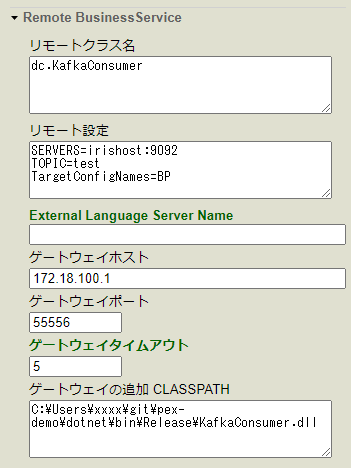 Remote BusinessService
リモートクラス名
dc.KafkaConsumer
リモート設定
SERVERS=irishost:9092
TOPIC=test
TargetConfigNames=BP
External Language Server Name
ゲートウェイホスト
172.18.100.1
ゲートウェイポート
55556
ゲートウェイタイムアウト
5
ゲートウェイの追加 CLASSPATH
C:¥Users¥xxxx¥git¥pex-
demo¥dotnet¥bin¥Release¥KafkaConsumer.dll